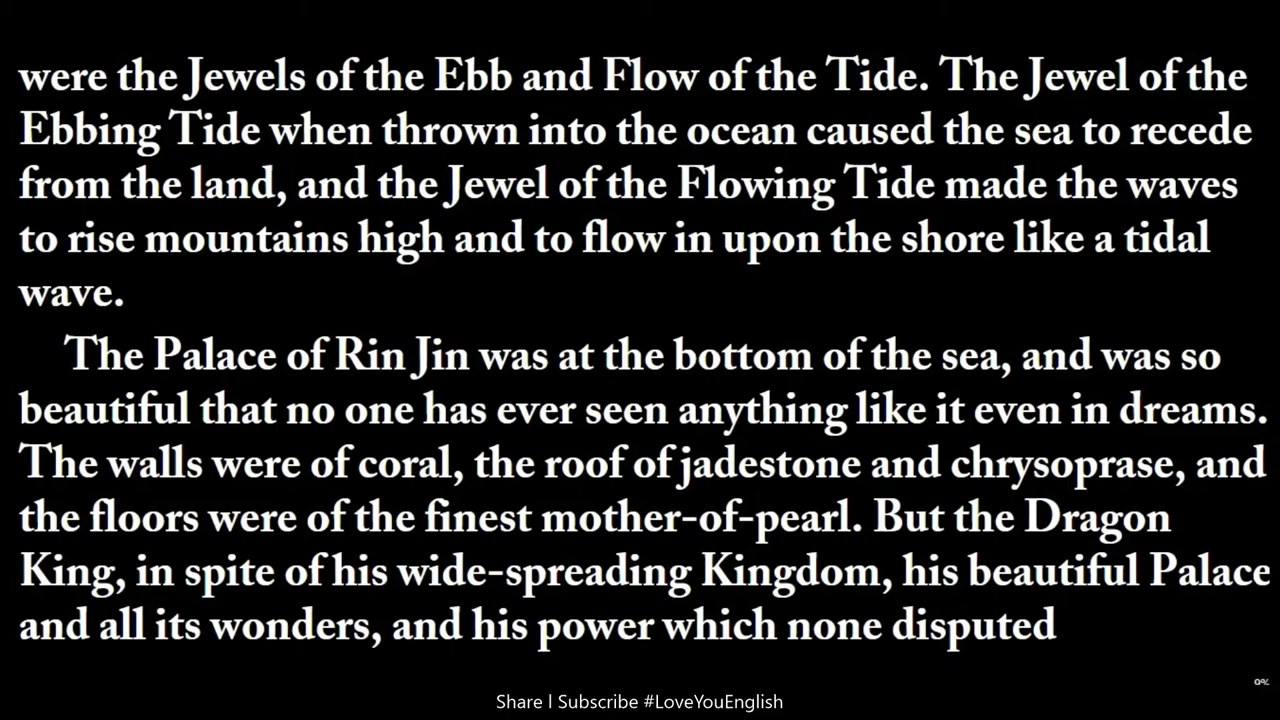 were the Jewels of the Ebb and Flow of the Tide. The Jewel of the
Ebbing Tide when thrown into the ocean caused the sea to recede
from the land, and the Jewel of the Flowing Tide made the waves
to rise mountains high and to flow in upon the shore like a tidal
wave.
The Palace of Rin Jin was at the bottom of the sea, and was so
beautiful that no one has ever seen anything like it even in dreams.
The walls were of coral, the roof of jadestone and chrysoprase, and
the floors were of the finest mother-of-pearl. But the Dragon
King, in spite of his wide-spreading Kingdom, his beautiful Palace
and all its wonders, and his power which none disputed
0%
Share | Subscribe #LoveYouEnglish